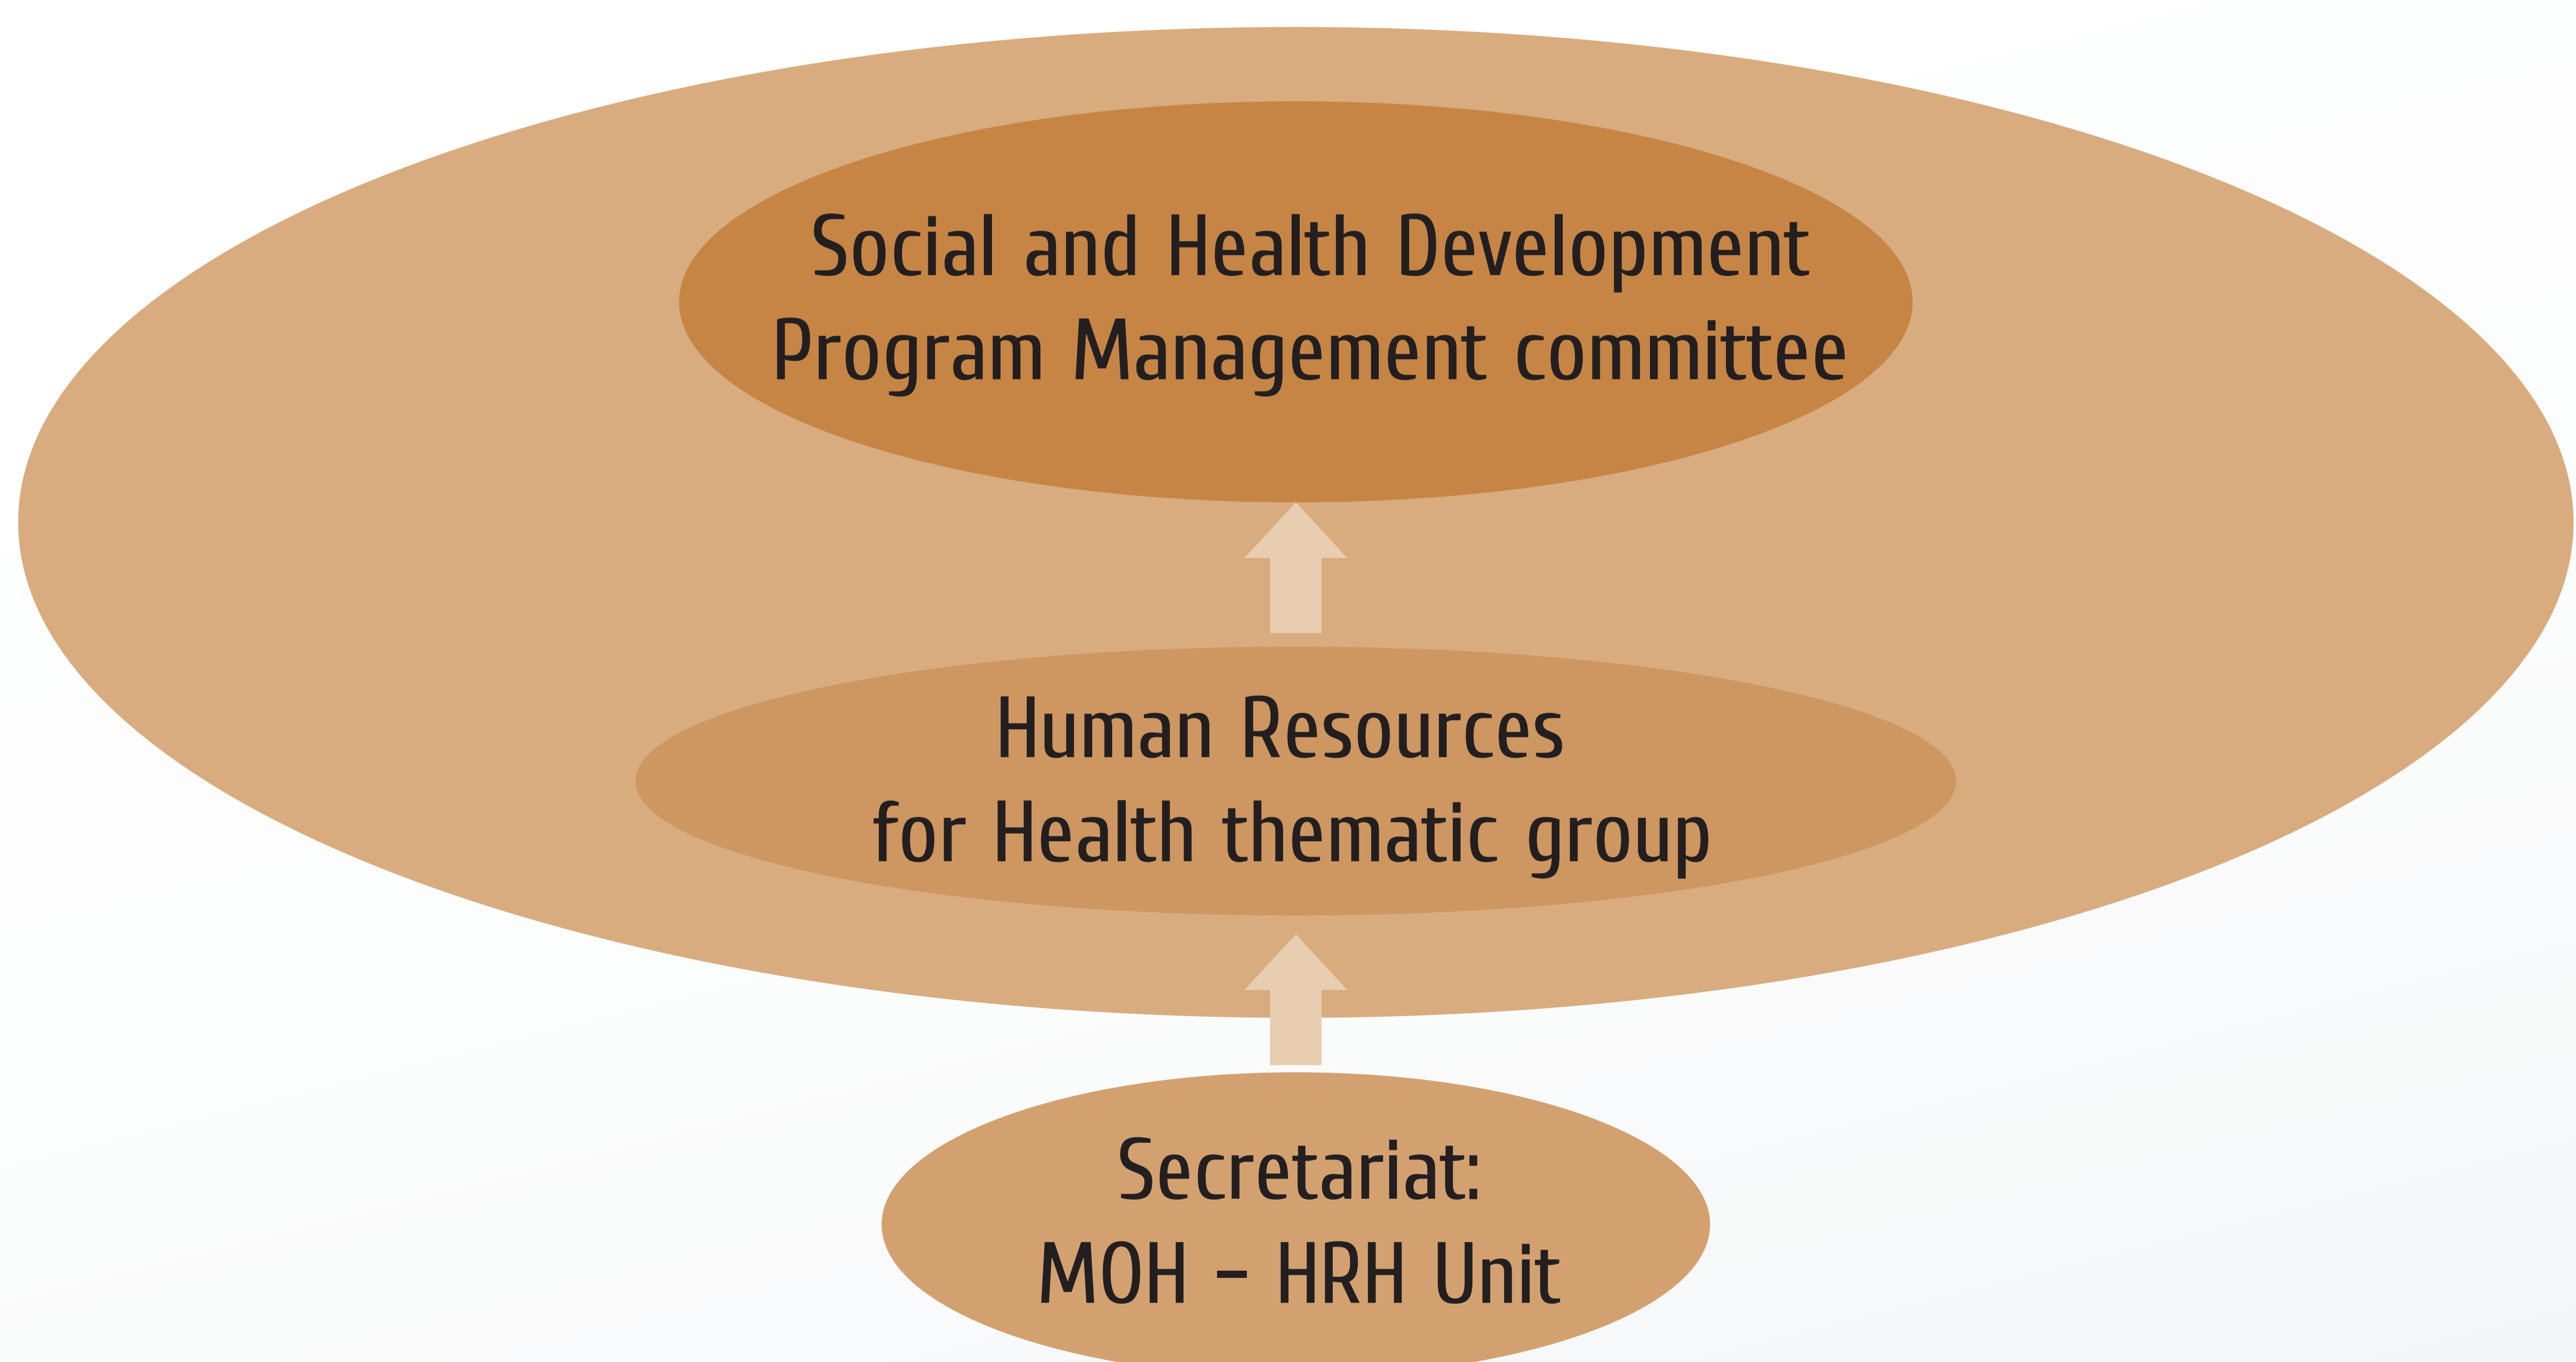 Social and Health Development
Program Management committee
Human Resources
for Health thematic group
Secretariat:
MOH – HRH Unit